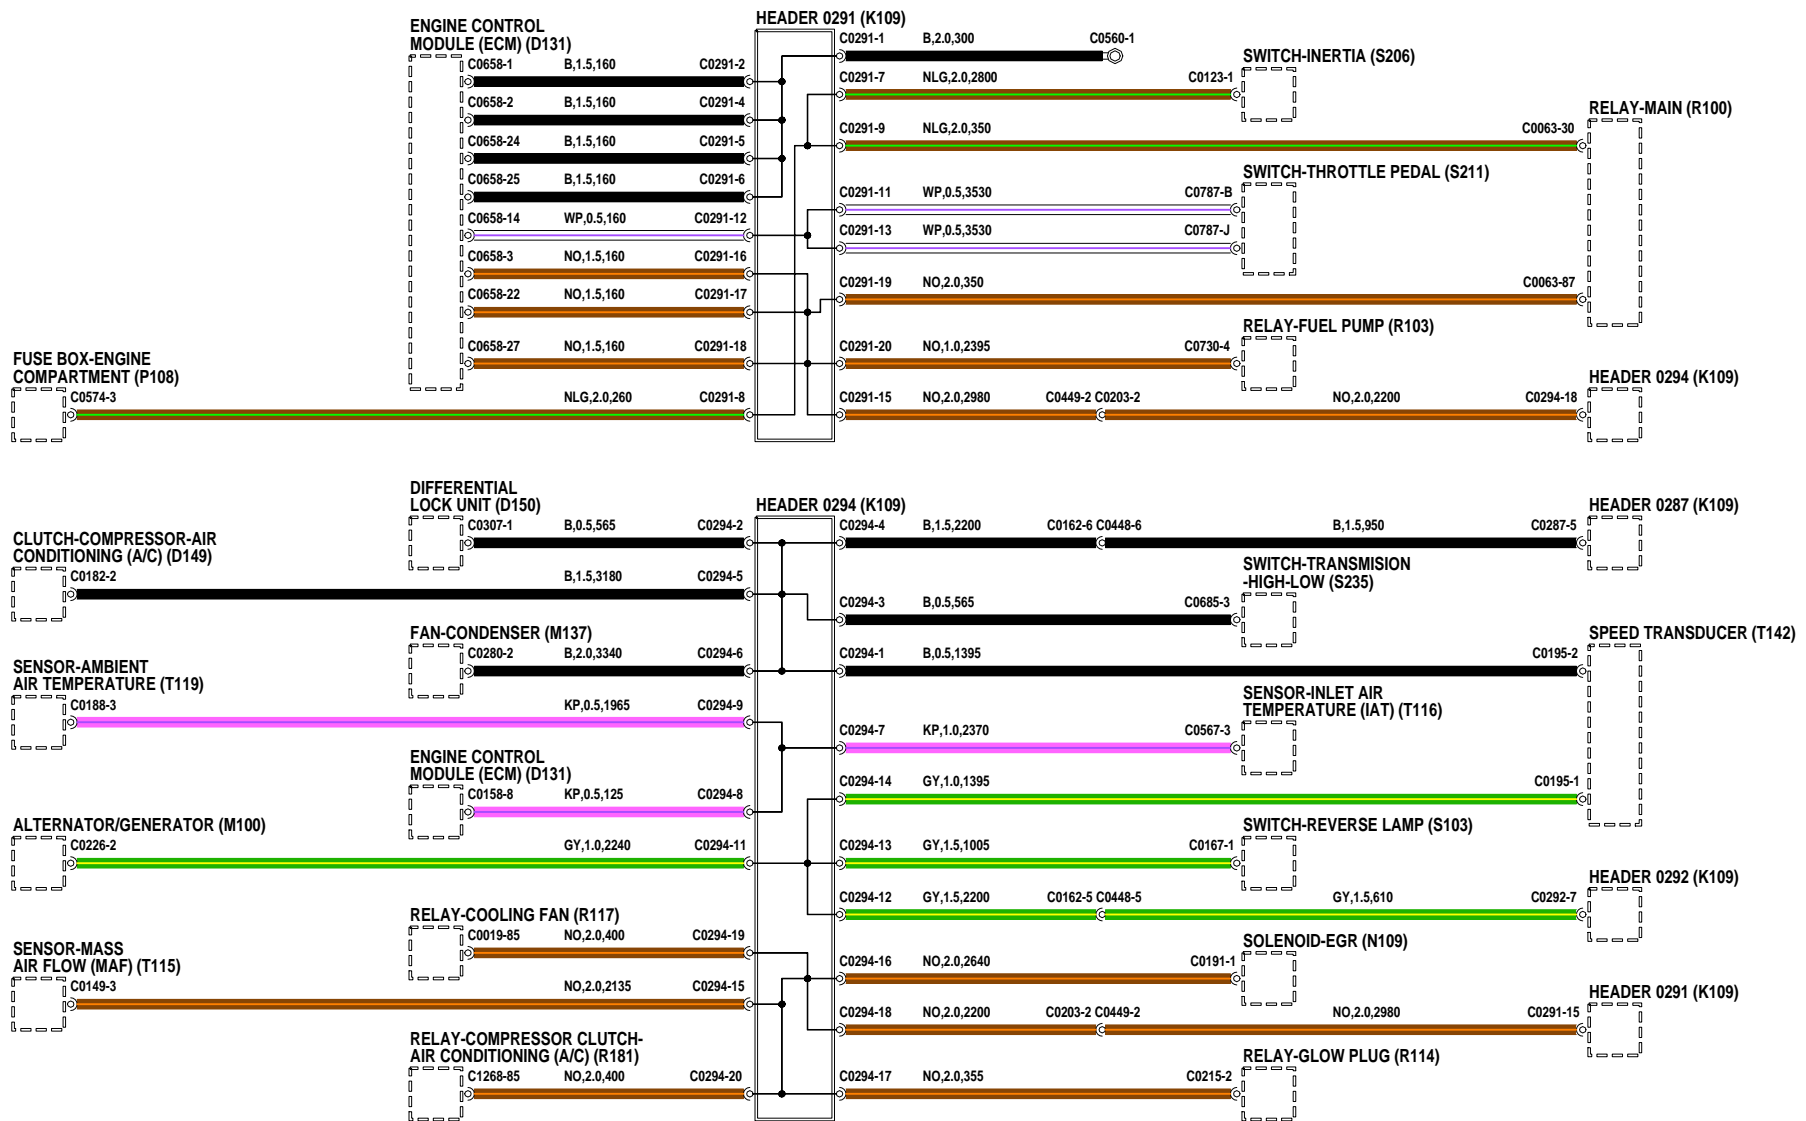 HEADER 0291 (K109)
ENGINE CONTROL
MODULE (ECM) (D131)
C0658-1 B,1.5,160 C0291-2
C0658-2 B,1.5,160 C0291-4
C0658-24 B,1.5,160 C0291-5
C0658-25 B,1.5,160 C0291-6
C0658-14 WP,0.5,160 C0291-12
C0658-3 NO,1.5,160 C0291-16
C0658-22 NO,1.5,160 C0291-17
C0658-27 NO,1.5,160 C0291-18
FUSE BOX-ENGINE
COMPARTMENT (P108)
C0574-3 NLG,2.0,260 C0291-8
C0291-1 B,2.0,300 C0560-1
SWITCH-INERTIA (S206)
C0291-7 NLG,2.0,2800 C0123-1
RELAY-MAIN (R100)
C0291-9 NLG,2.0,350 C0063-30
SWITCH-THROTTLE PEDAL (S211)
C0291-11 WP,0.5,3530 C0787-B
C0291-13 WP,0.5,3530 C0787-J
C0291-19 NO,2.0,350 C0063-87
RELAY-FUEL PUMP (R103)
C0291-20 NO,1.0,2395 C0730-4
HEADER 0294 (K109)
C0291-15 NO,2.0,2980 C0449-2 C0203-2 NO,2.0,2200 C0294-18
HEADER 0294 (K109)
DIFFERENTIAL
LOCK UNIT (D150)
C0307-1 B,0.5,565 C0294-2
CLUTCH-COMPRESSOR-AIR
CONDITIONING (A/C) (D149)
C0182-2 B,1.5,3180 C0294-5
FAN-CONDENSER (M137)
C0280-2 B,2.0,3340 C0294-6
SENSOR-AMBIENT
AIR TEMPERATURE (T119)
C0188-3 KP,0.5,1965 C0294-9
ENGINE CONTROL
MODULE (ECM) (D131)
C0158-8 KP,0.5,125 C0294-8
ALTERNATOR/GENERATOR (M100)
C0226-2 GY,1.0,2240 C0294-11
RELAY-COOLING FAN (R117)
C0019-85 NO,2.0,400 C0294-19
SENSOR-MASS
AIR FLOW (MAF) (T115)
C0149-3 NO,2.0,2135 C0294-15
RELAY-COMPRESSOR CLUTCH-
AIR CONDITIONING (A/C) (R181)
C1268-85 NO,2.0,400 C0294-20
HEADER 0287 (K109)
C0294-4 B,1.5,2200 C0162-6 C0448-6 B,1.5,950 C0287-5
SWITCH-TRANSMISION
-HIGH-LOW (S235)
C0294-3 B,0.5,565 C0685-3
SPEED TRANSDUCER (T142)
C0294-1 B,0.5,1395 C0195-2
SENSOR-INLET AIR
TEMPERATURE (IAT) (T116)
C0294-7 KP,1.0,2370 C0567-3
C0294-14 GY,1.0,1395 C0195-1
SWITCH-REVERSE LAMP (S103)
C0294-13 GY,1.5,1005 C0167-1
HEADER 0292 (K109)
C0294-12 GY,1.5,2200 C0162-5 C0448-5 GY,1.5,610 C0292-7
SOLENOID-EGR (N109)
C0294-16 NO,2.0,2640 C0191-1
HEADER 0291 (K109)
C0294-18 NO,2.0,2200 C0203-2 C0449-2 NO,2.0,2980 C0291-15
RELAY-GLOW PLUG (R114)
C0294-17 NO,2.0,355 C0215-2